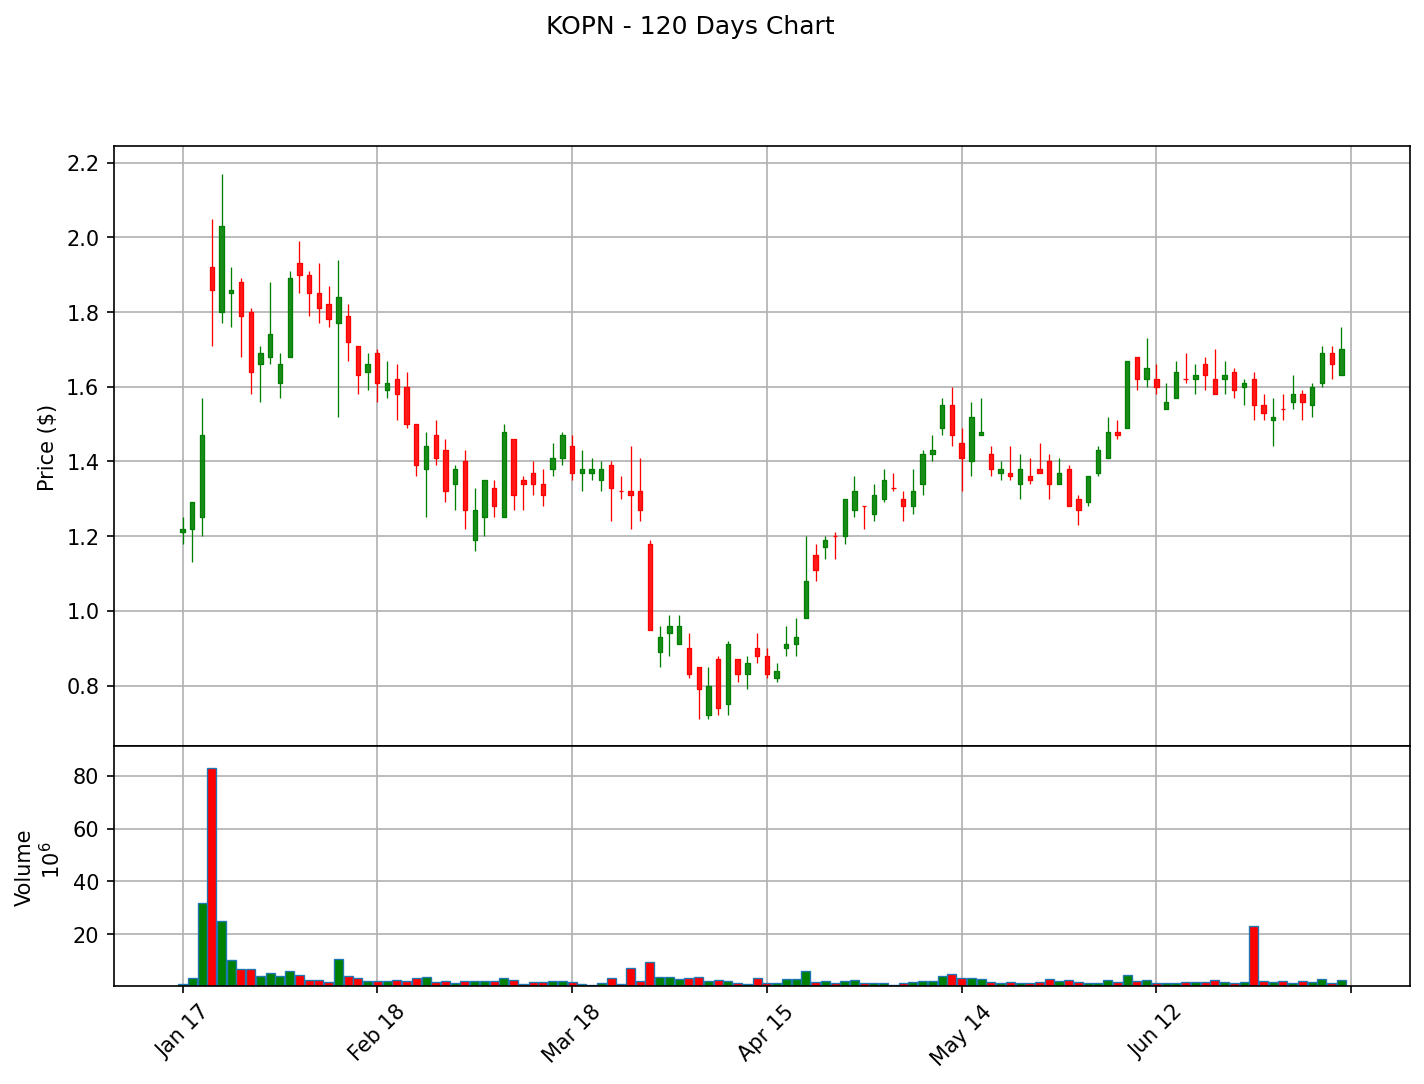 KOPN - 120 Days Chart
2.2
2.0
1.8
1.6
1.4
1.2
1.0
0.8
Price ($)
80
60
40
20
Volume
10⁶
Jan 17
Feb 18
Mar 18
Apr 15
May 14
Jun 12